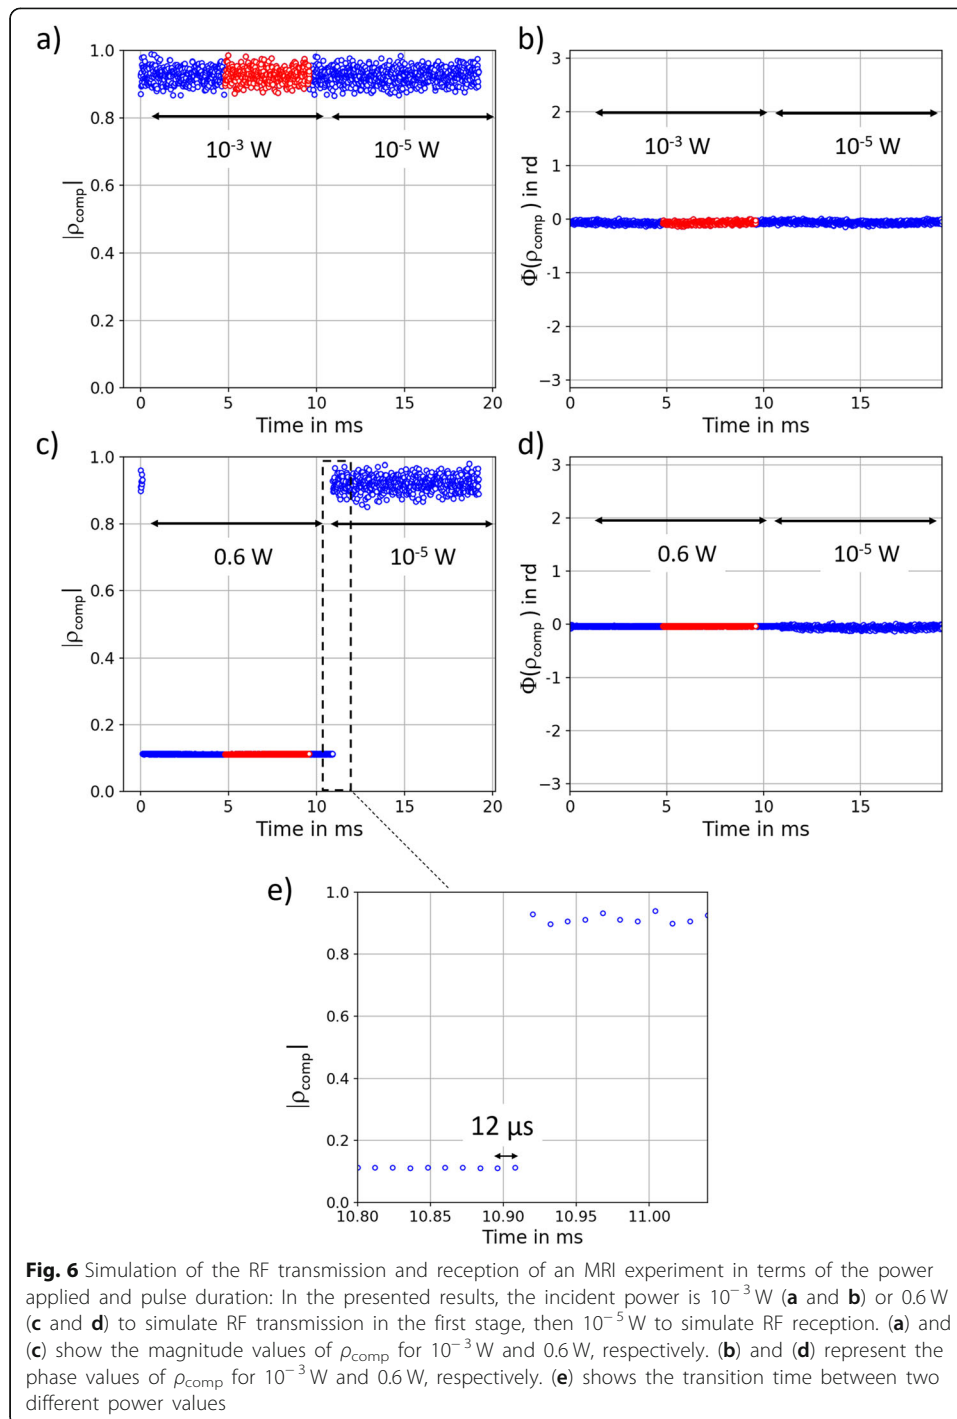 a)
1.0
0.8
0.6
0.4
0.2
0.0
|ρcomp|
10-3 W
10-5 W
0
5
10
15
20
Time in ms
b)
3
2
1
0
-1
-2
−3
Φ(ρcomp ) in rd
10-3 W
10-5 W
0
5
10
15
Time in ms
c)
1.0
0.8
0.6
0.4
0.2
0.0
|ρcomp|
0.6 W
10-5 W
0
5
10
15
20
Time in ms
d)
3
2
1
0
-1
-2
−3
Φ(ρcomp ) in rd
0.6 W
10-5 W
0
5
10
15
Time in ms
e)
1.0
0.8
0.6
0.4
0.2
0.0
|ρcomp|
12 µs
10.80
10.85
10.90
10.95
11.00
Time in ms
Fig. 6 Simulation of the RF transmission and reception of an MRI experiment in terms of the power
applied and pulse duration: In the presented results, the incident power is 10−3 W (a and b) or 0.6 W
(c and d) to simulate RF transmission in the first stage, then 10−5 W to simulate RF reception. (a) and
(c) show the magnitude values of ρcomp for 10−3 W and 0.6 W, respectively. (b) and (d) represent the
phase values of ρcomp for 10−3 W and 0.6 W, respectively. (e) shows the transition time between two
different power values